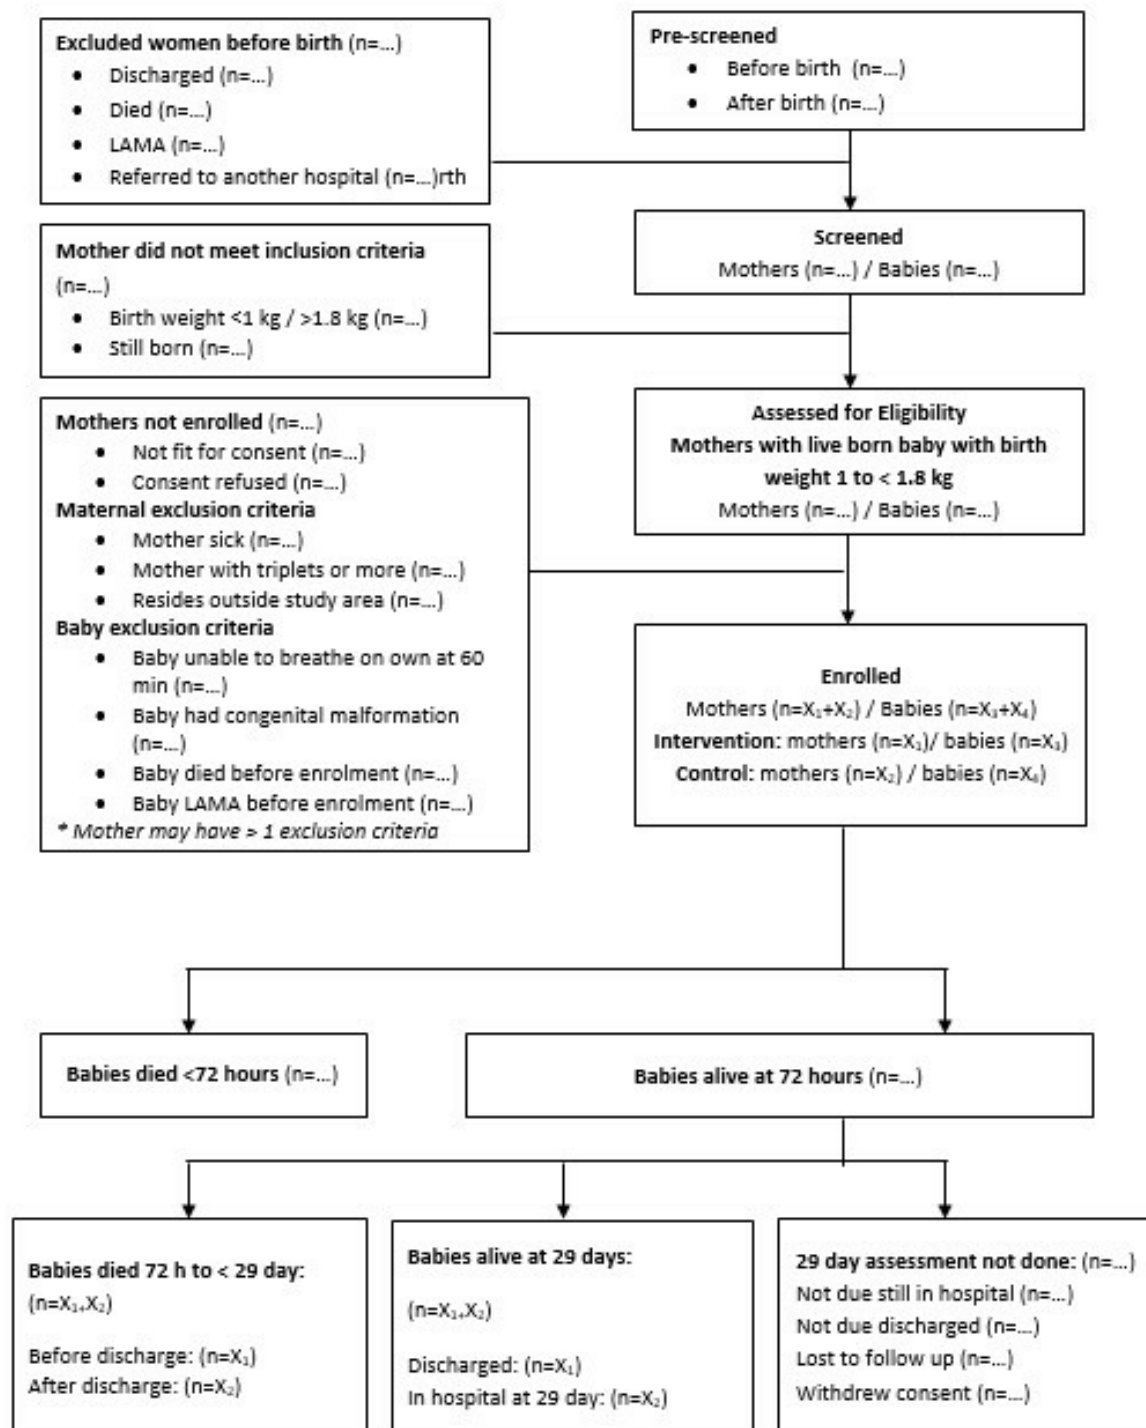 Excluded women before birth (n=...)
• Discharged (n=...)
• Died (n=...)
• LAMA (n=...)
• Referred to another hospital (n=...)rth
Pre-screened
• Before birth (n=...)
• After birth (n=...)
Mother did not meet inclusion criteria
(n=...)
• Birth weight <1 kg / >1.8 kg (n=...)
• Still born (n=...)
Screened
Mothers (n=...) / Babies (n=...)
Mothers not enrolled (n=...)
• Not fit for consent (n=...)
• Consent refused (n=...)
Maternal exclusion criteria
• Mother sick (n=...)
• Mother with triplets or more (n=...)
• Resides outside study area (n=...)
Baby exclusion criteria
• Baby unable to breathe on own at 60
min (n=...)
• Baby had congenital malformation
(n=...)
• Baby died before enrolment (n=...)
• Baby LAMA before enrolment (n=...)
* Mother may have > 1 exclusion criteria
Assessed for Eligibility
Mothers with live born baby with birth
weight 1 to < 1.8 kg
Mothers (n=...) / Babies (n=...)
Enrolled
Mothers (n=X₁+X₂) / Babies (n=X₃+X₄)
Intervention: mothers (n=X₁)/ babies (n=X₃)
Control: mothers (n=X₂) / babies (n=X₄)
Babies died <72 hours (n=...)
Babies alive at 72 hours (n=...)
Babies died 72 h to < 29 day:
(n=X₁₊X₂)
Before discharge: (n=X₁)
After discharge: (n=X₂)
Babies alive at 29 days:
(n=X₁₊X₂)
Discharged: (n=X₁)
In hospital at 29 day: (n=X₂)
29 day assessment not done: (n=...)
Not due still in hospital (n=...)
Not due discharged (n=...)
Lost to follow up (n=...)
Withdrew consent (n=...)